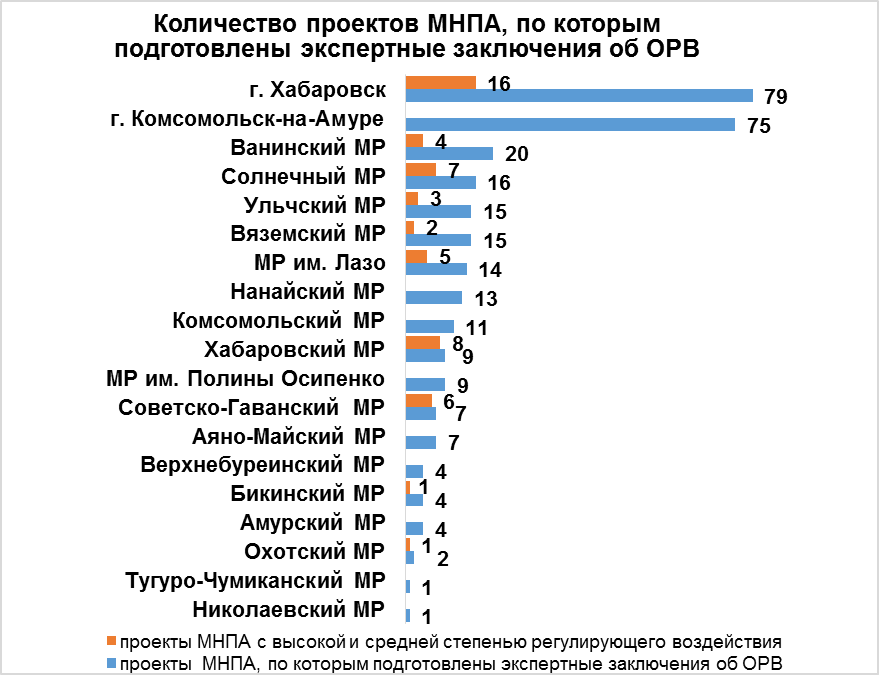 Количество проектов МНПА, по которым
подготовлены экспертные заключения об ОРВ
г. Хабаровск 16 79
г. Комсомольск-на-Амуре 75
Ванинский МР 4 20
Солнечный МР 7 16
Ульчский МР 3 15
Вяземский МР 2 15
МР им. Лазо 5 14
Нанайский МР 13
Комсомольский МР 11
Хабаровский МР 8 9
МР им. Полины Осипенко 9
Советско-Гаванский МР 6 7
Аяно-Майский МР 7
Верхнебуреинский МР 4
Бикинский МР 1 4
Амурский МР 4
Охотский МР 1 2
Тугуро-Чумиканский МР 1
Николаевский МР 1
проекты МНПА с высокой и средней степенью регулирующего воздействия
проекты МНПА, по которым подготовлены экспертные заключения об ОРВ